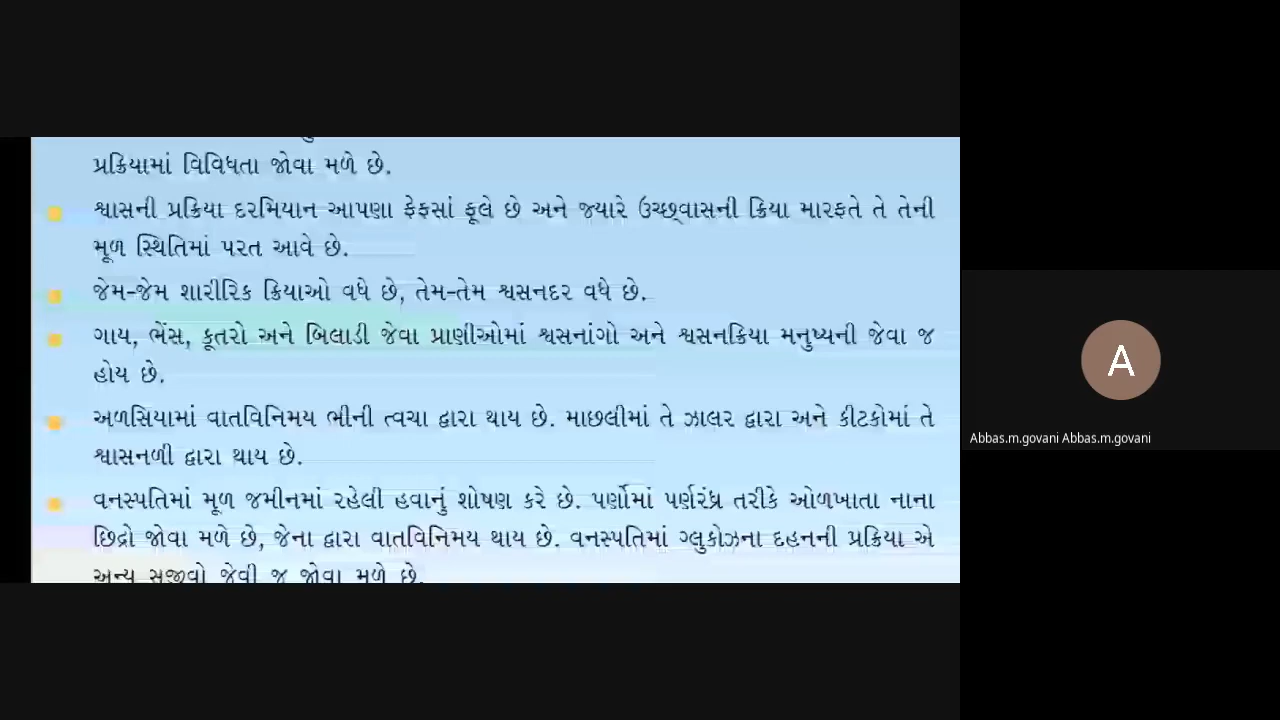 પ્રક્રિયામાં વિવિધતા જોવા મળે છે.
શ્વાસની પ્રક્રિયા દરમિયાન આપણા ફેફસાં ફૂલે છે અને જ્યારે ઉચ્છ્વાસની ક્રિયા મારફતે તે તેની
મૂળ સ્થિતિમાં પરત આવે છે.
જેમ-જેમ શારીરિક ક્રિયાઓ વધે છે, તેમ-તેમ શ્વસનદર વધે છે.
ગાય, ભેંસ, કૂતરો અને બિલાડી જેવા પ્રાણીઓમાં શ્વસનાંગો અને શ્વસનક્રિયા મનુષ્યની જેવા જ
હોય છે.
અળસિયામાં વાતવિનિમય ભીની ત્વચા દ્વારા થાય છે. માછલીમાં તે ઝાલર દ્વારા અને કીટકોમાં તે
શ્વાસનળી દ્વારા થાય છે.
વનસ્પતિમાં મૂળ જમીનમાં રહેલી હવાનું શોષણ કરે છે. પર્ણોમાં પર્ણરંધ્ર તરીકે ઓળખાતા નાના
છિદ્રો જોવા મળે છે, જેના દ્વારા વાતવિનિમય થાય છે. વનસ્પતિમાં ગ્લુકોઝના દહનની પ્રક્રિયા એ
અન્ય સજીવો જેવી જ જોવા મળે છે.
A
Abbas.m.govani Abbas.m.govani